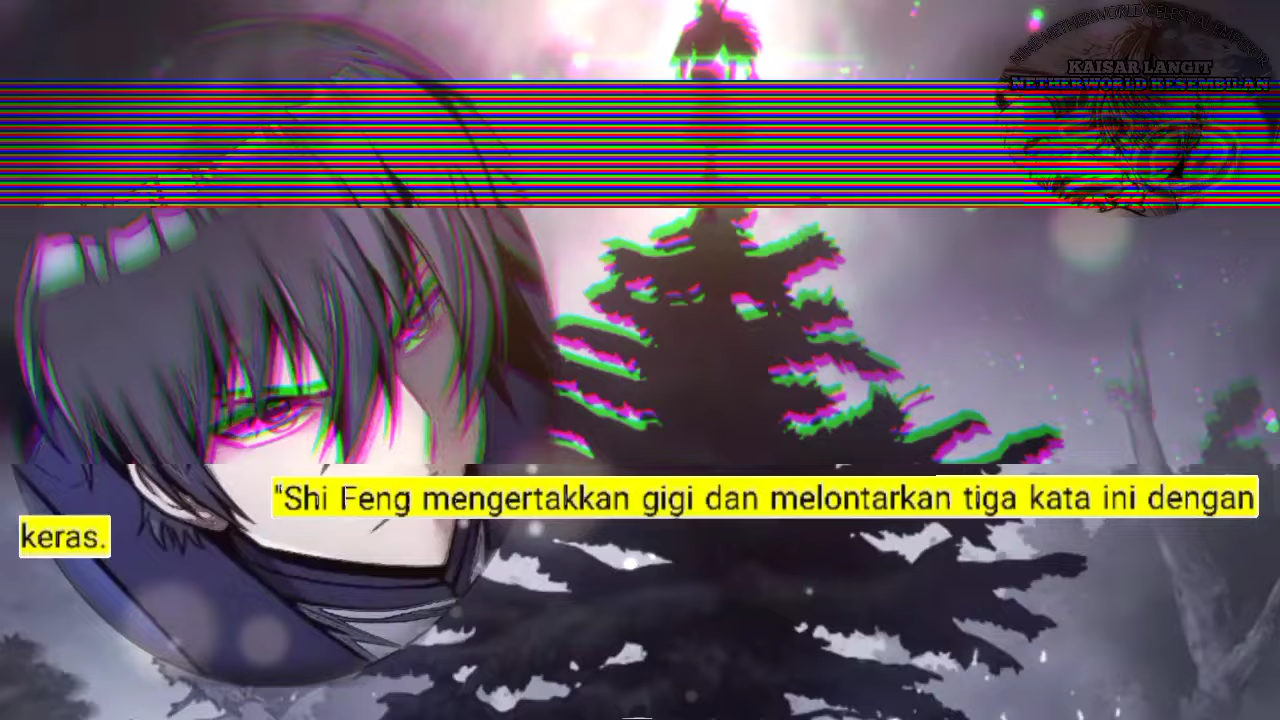 KAISAR LANGIT
NETHERWORLD KESEMBILAN
"Shi Feng mengertakkan gigi dan melontarkan tiga kata ini dengan
keras.